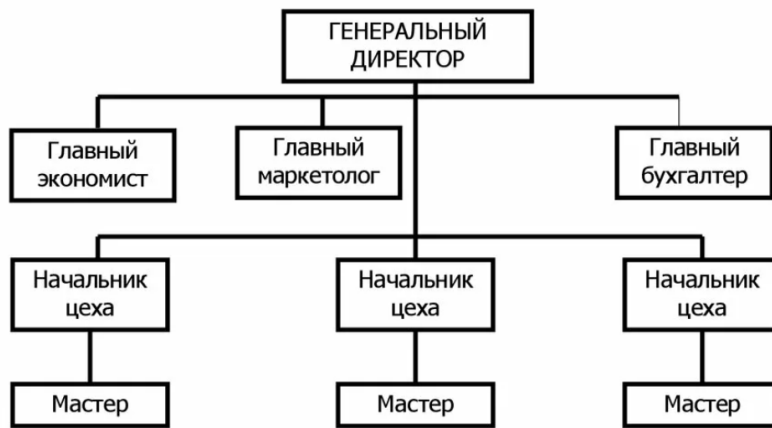 ГЕНЕРАЛЬНЫЙ
ДИРЕКТОР
Главный
экономист
Главный
маркетолог
Главный
бухгалтер
Начальник
цеха
Начальник
цеха
Начальник
цеха
Мастер
Мастер
Мастер